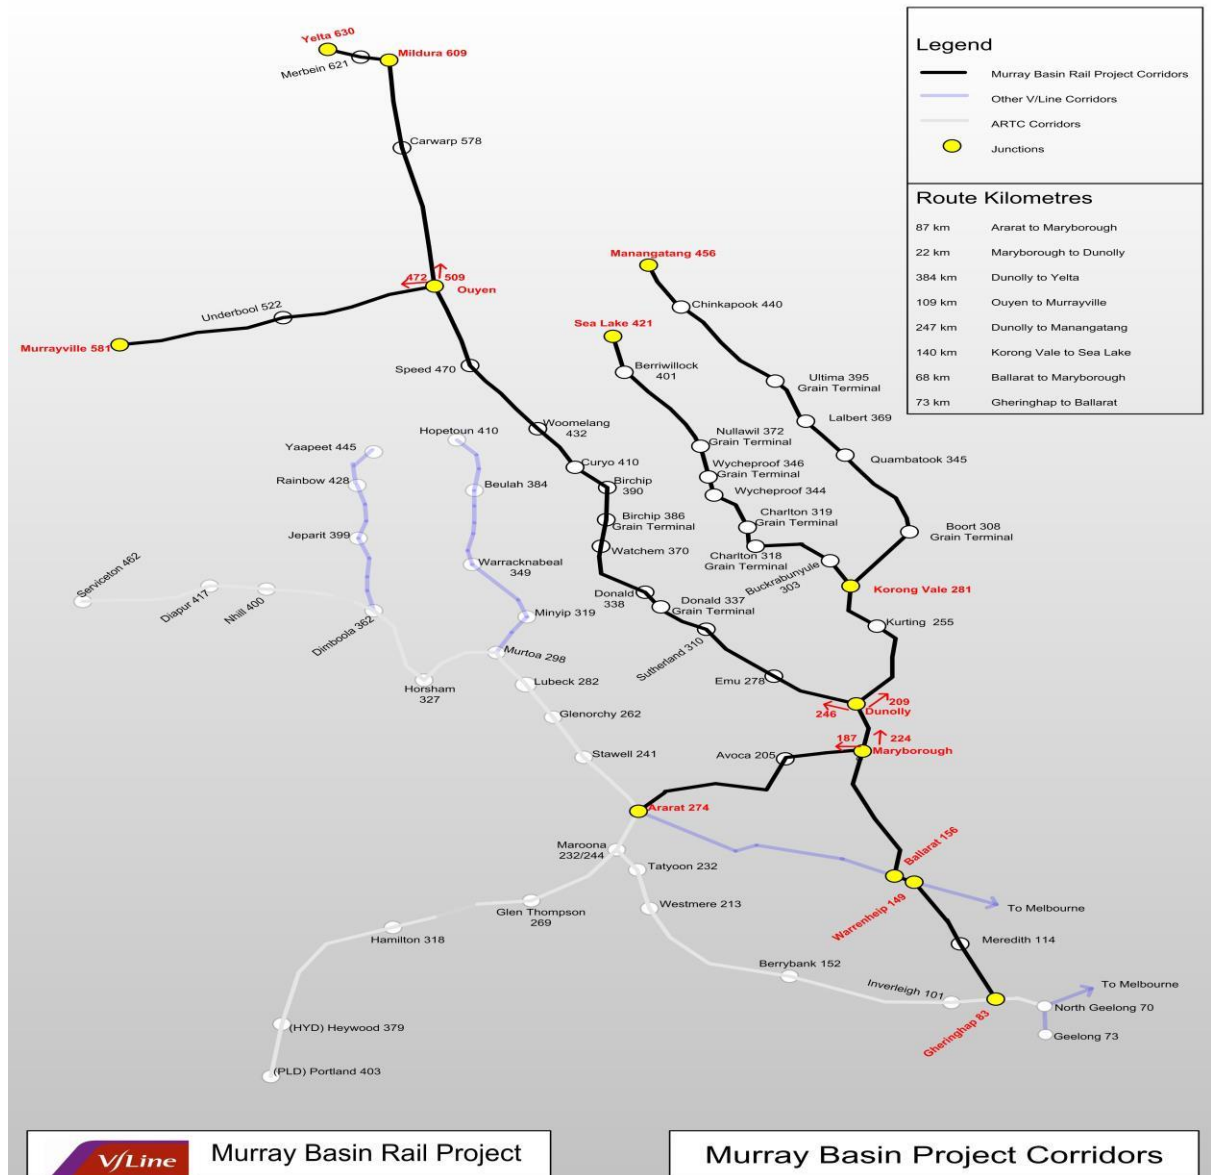 Yelta 630
Merbein 621
Mildura 609
Carwarp 578
472
509
Ouyen
Underbool 522
Murrayville 581
Speed 470
Woomelang
432
Curyo 410
Birchip
390
Birchip 386
Grain Terminal
Watchem 370
Donald
338
Donald 337
Grain Terminal
Sutherland 310
Emu 278
Manangatang 456
Chinkapook 440
Ultima 395
Grain Terminal
Lalbert 369
Quambatook 345
Boort 308
Grain Terminal
Sea Lake 421
Berriwillock
401
Nullawil 372
Grain Terminal
Wycheproof 346
Grain Terminal
Wycheproof 344
Charlton 319
Grain Terminal
Charlton 318
Grain Terminal
Buckrabunyule
303
Korong Vale 281
Kurting 255
246
209
Dunolly
187
224
Maryborough
Avoca 205
Ararat 274
Hopetoun 410
Beulah 384
Warracknabeal
349
Minyip 319
Murtoa 298
Yaapeet 445
Rainbow 428
Jeparit 399
Dimboola 362
Serviceton 462
Diapur 417
Nhill 400
Horsham
327
Lubeck 282
Glenorchy 262
Stawell 241
Maroona
232/244
Tatyoon 232
Westmere 213
Glen Thompson
269
Hamilton 318
(HYD) Heywood 379
(PLD) Portland 403
Berrybank 152
Inverleigh 101
Gheringhap 83
Ballarat 156
Warrenheip 149
To Melbourne
Meredith 114
To Melbourne
North Geelong 70
Geelong 73
Legend
Murray Basin Rail Project Corridors
Other V/Line Corridors
ARTC Corridors
Junctions
Route Kilometres
87 km Ararat to Maryborough
22 km Maryborough to Dunolly
384 km Dunolly to Yelta
109 km Ouyen to Murrayville
247 km Dunolly to Manangatang
140 km Korong Vale to Sea Lake
68 km Ballarat to Maryborough
73 km Gheringhap to Ballarat
V/Line
Murray Basin Rail Project
Murray Basin Project Corridors